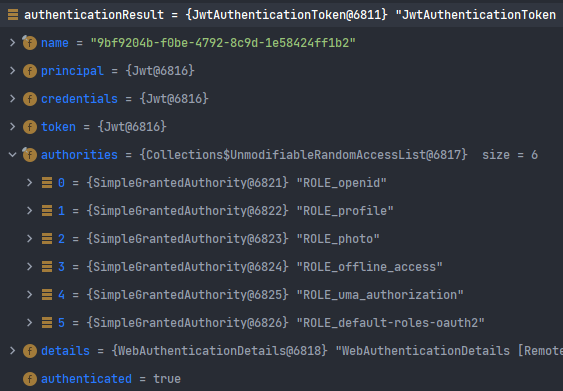 authenticationResult = {JwtAuthenticationToken@6811} "JwtAuthenticationToken
name = "9bf9204b-f0be-4792-8c9d-1e58424ff1b2"
principal = {Jwt@6816}
credentials = {Jwt@6816}
token = {Jwt@6816}
authorities = {Collections$UnmodifiableRandomAccessList@6817} size = 6
0 = {SimpleGrantedAuthority@6821} "ROLE_openid"
1 = {SimpleGrantedAuthority@6822} "ROLE_profile"
2 = {SimpleGrantedAuthority@6823} "ROLE_photo"
3 = {SimpleGrantedAuthority@6824} "ROLE_offline_access"
4 = {SimpleGrantedAuthority@6825} "ROLE_uma_authorization"
5 = {SimpleGrantedAuthority@6826} "ROLE_default-roles-oauth2"
details = {WebAuthenticationDetails@6818} "WebAuthenticationDetails [Remote
authenticated = true